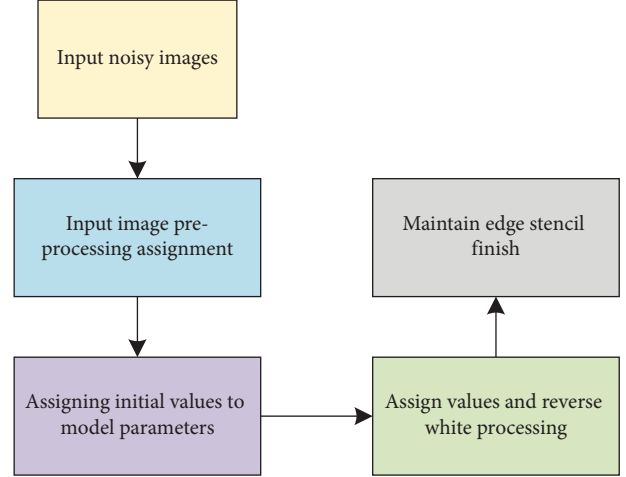 Input noisy images
Input image pre-
processing assignment
Assigning initial values to
model parameters
Assign values and reverse
white processing
Maintain edge stencil
finish